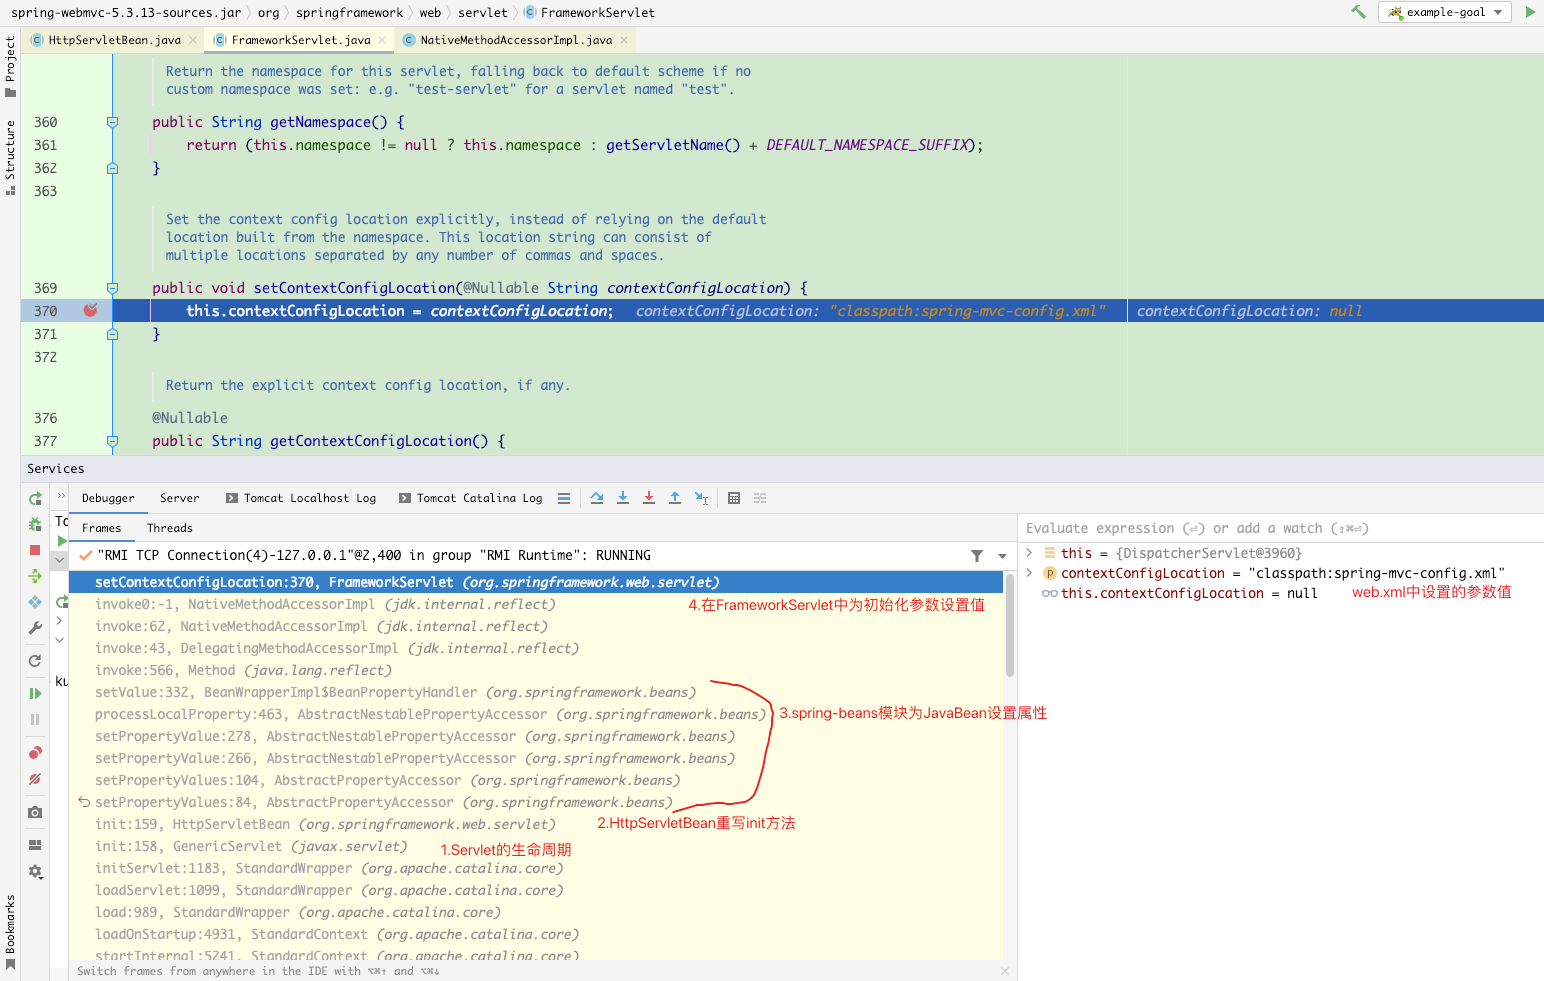 spring-webmvc-5.3.13-sources.jar › org › springframework › web › servlet › FrameworkServlet
example-goal
HttpServletBean.java
FrameworkServlet.java
NativeMethodAccessorImpl.java
Project
Structure
Bookmarks
Return the namespace for this servlet, falling back to default scheme if no
custom namespace was set: e.g. "test-servlet" for a servlet named "test".
360 public String getNamespace() {
361 return (this.namespace != null ? this.namespace : getServletName() + DEFAULT_NAMESPACE_SUFFIX);
362 }
363
Set the context config location explicitly, instead of relying on the default
location built from the namespace. This location string can consist of
multiple locations separated by any number of commas and spaces.
369 public void setContextConfigLocation(@Nullable String contextConfigLocation) {
370 this.contextConfigLocation = contextConfigLocation; contextConfigLocation: "classpath:spring-mvc-config.xml" contextConfigLocation: null
371 }
372
Return the explicit context config location, if any.
376 @Nullable
377 public String getContextConfigLocation() {
Services
Debugger Server Tomcat Localhost Log Tomcat Catalina Log
To
ku
Frames Threads
"RMI TCP Connection(4)-127.0.0.1"@2,400 in group "RMI Runtime": RUNNING
setContextConfigLocation:370, FrameworkServlet (org.springframework.web.servlet)
invoke0:-1, NativeMethodAccessorImpl (jdk.internal.reflect)
4.在FrameworkServlet中为初始化参数设置值
invoke:62, NativeMethodAccessorImpl (jdk.internal.reflect)
invoke:43, DelegatingMethodAccessorImpl (jdk.internal.reflect)
invoke:566, Method (java.lang.reflect)
setValue:332, BeanWrapperImpl$BeanPropertyHandler (org.springframework.beans)
processLocalProperty:463, AbstractNestablePropertyAccessor (org.springframework.beans)
3.spring-beans模块为JavaBean设置属性
setPropertyValue:278, AbstractNestablePropertyAccessor (org.springframework.beans)
setPropertyValue:266, AbstractNestablePropertyAccessor (org.springframework.beans)
setPropertyValues:104, AbstractPropertyAccessor (org.springframework.beans)
setPropertyValues:84, AbstractPropertyAccessor (org.springframework.beans)
init:159, HttpServletBean (org.springframework.web.servlet)
2.HttpServletBean重写init方法
init:158, GenericServlet (javax.servlet)
1.Servlet的生命周期
initServlet:1183, StandardWrapper (org.apache.catalina.core)
loadServlet:1099, StandardWrapper (org.apache.catalina.core)
load:989, StandardWrapper (org.apache.catalina.core)
loadOnStartup:4931, StandardContext (org.apache.catalina.core)
startInternal:5241, StandardContext (org.apache.catalina.core)
Switch frames from anywhere in the IDE with ⌥⌘↑ and ⌥⌘↓
Evaluate expression (⏎) or add a watch (⇧⌘⏎)
this = {DispatcherServlet@3960}
contextConfigLocation = "classpath:spring-mvc-config.xml"
this.contextConfigLocation = null
web.xml中设置的参数值